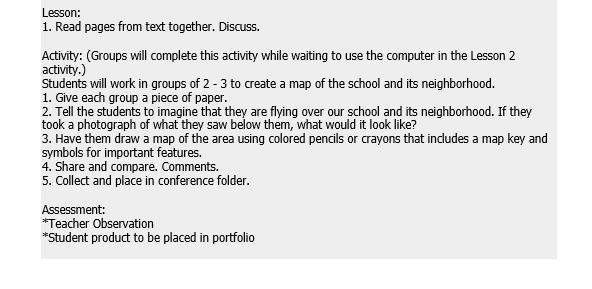 Lesson:
1. Read pages from text together. Discuss.
Activity: (Groups will complete this activity while waiting to use the computer in the Lesson 2
activity.)
Students will work in groups of 2 - 3 to create a map of the school and its neighborhood.
1. Give each group a piece of paper.
2. Tell the students to imagine that they are flying over our school and its neighborhood. If they
took a photograph of what they saw below them, what would it look like?
3. Have them draw a map of the area using colored pencils or crayons that includes a map key and
symbols for important features.
4. Share and compare. Comments.
5. Collect and place in conference folder.
Assessment:
*Teacher Observation
*Student product to be placed in portfolio